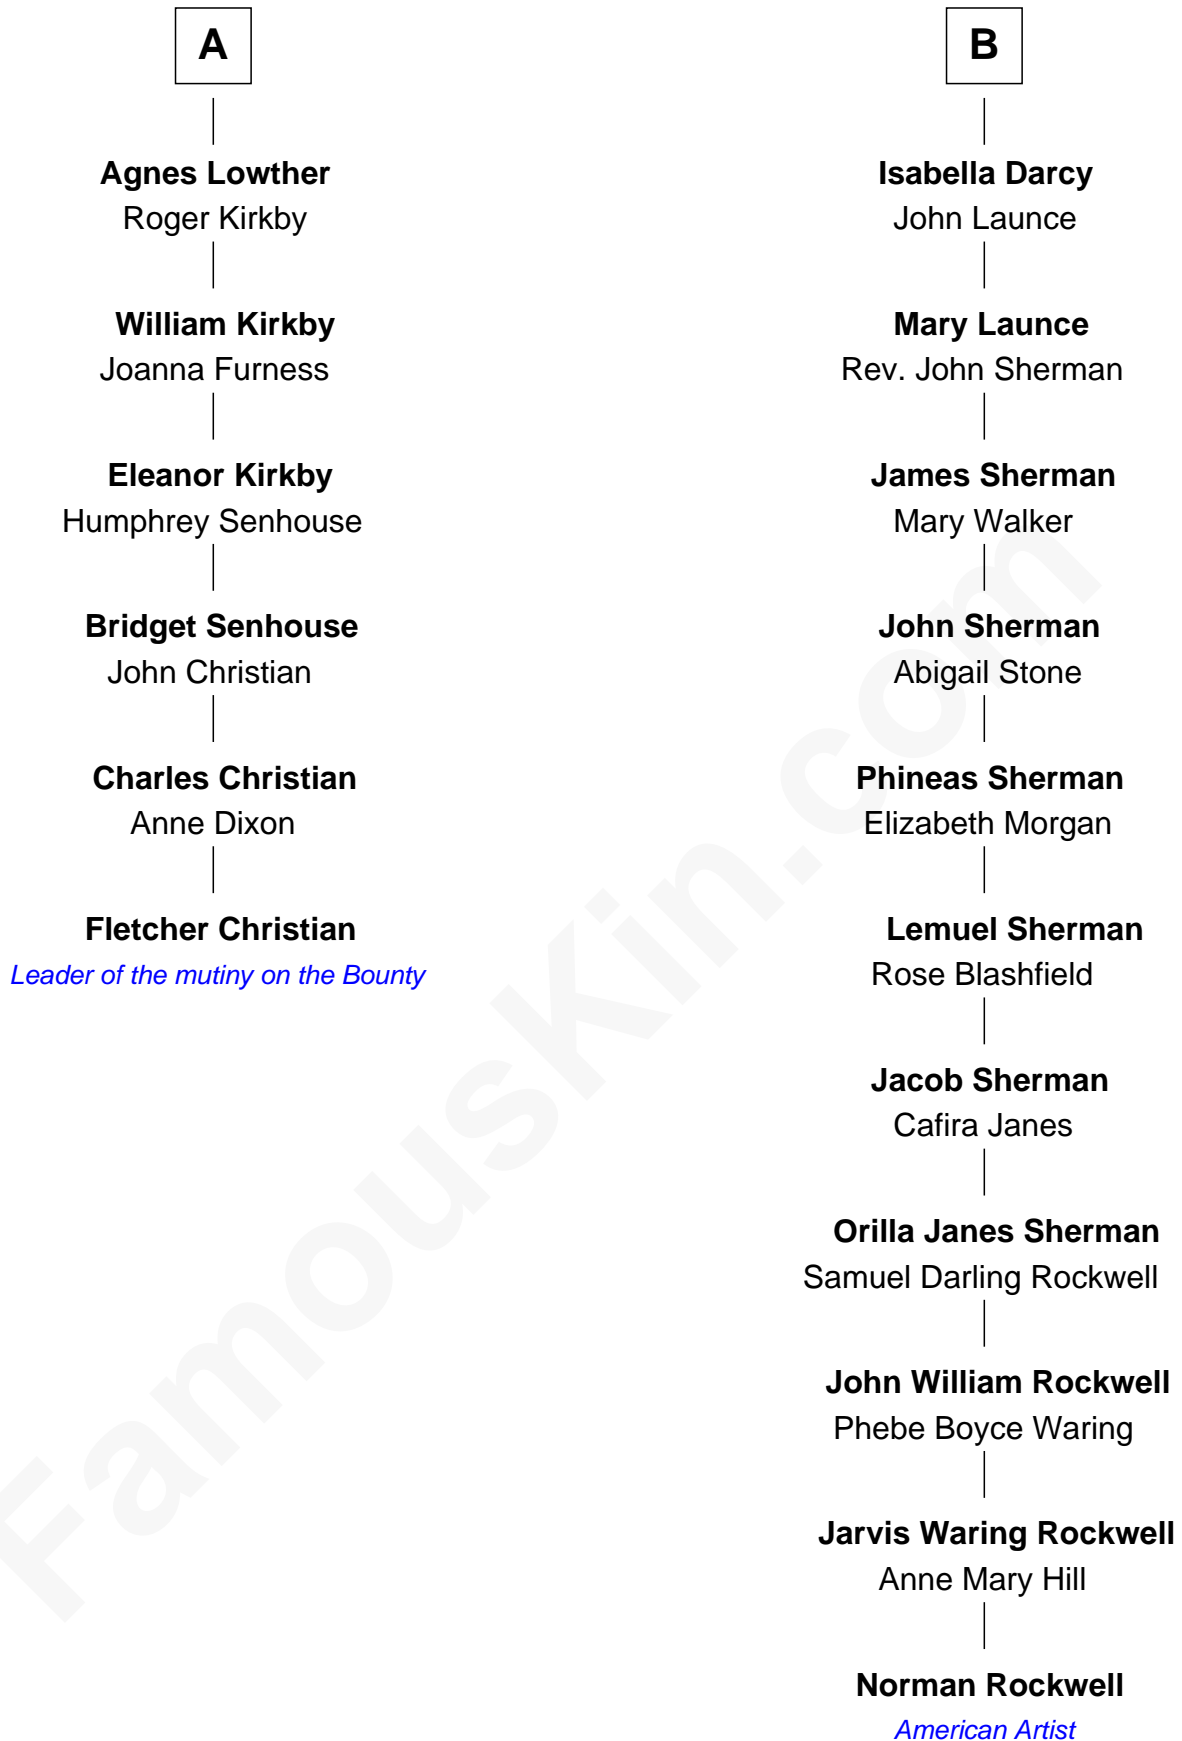 A
Agnes Lowther
Roger Kirkby
William Kirkby
Joanna Furness
Eleanor Kirkby
Humphrey Senhouse
Bridget Senhouse
John Christian
Charles Christian
Anne Dixon
Fletcher Christian
Leader of the mutiny on the Bounty
B
Isabella Darcy
John Launce
Mary Launce
Rev. John Sherman
James Sherman
Mary Walker
John Sherman
Abigail Stone
Phineas Sherman
Elizabeth Morgan
Lemuel Sherman
Rose Blashfield
Jacob Sherman
Cafira Janes
Orilla Janes Sherman
Samuel Darling Rockwell
John William Rockwell
Phebe Boyce Waring
Jarvis Waring Rockwell
Anne Mary Hill
Norman Rockwell
American Artist
FamousKin.com